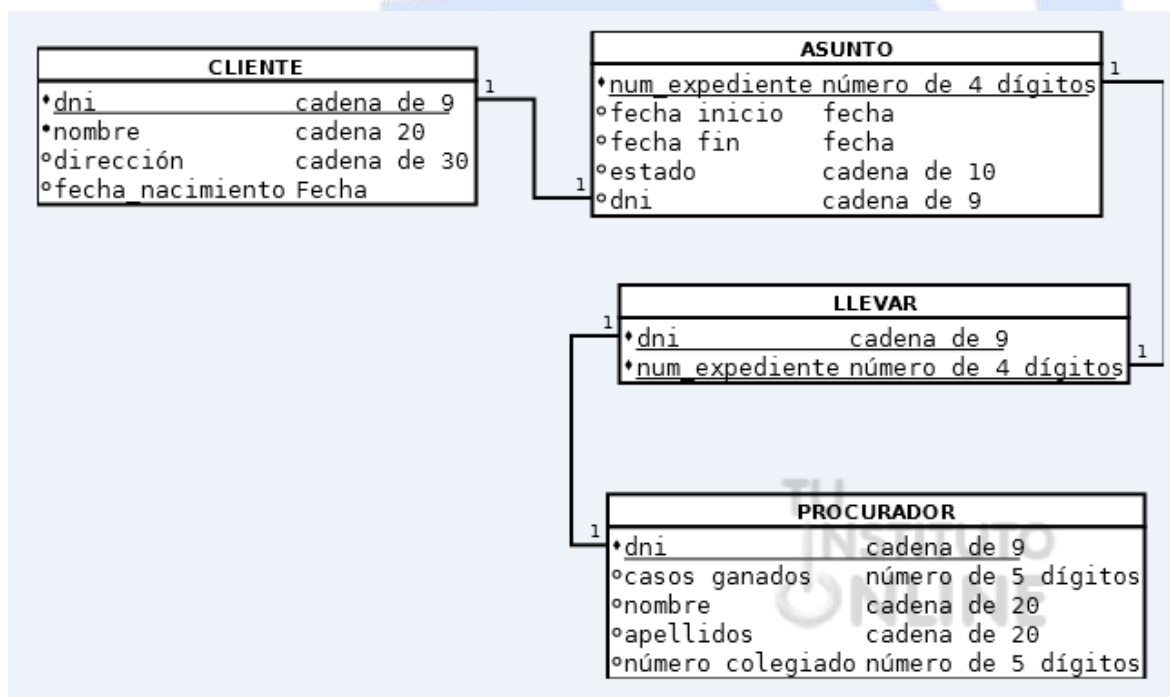 CLIENTE
dni cadena de 9
nombre cadena 20
dirección cadena de 30
fecha_nacimiento Fecha
1
1
ASUNTO
num_expediente número de 4 dígitos
fecha inicio fecha
fecha fin fecha
estado cadena de 10
dni cadena de 9
1
1
LLEVAR
dni cadena de 9
num_expediente número de 4 dígitos
1
1
PROCURADOR
dni cadena de 9
casos ganados número de 5 dígitos
nombre cadena de 20
apellidos cadena de 20
número colegiado número de 5 dígitos
TU
INSTITUTO
ONLINE